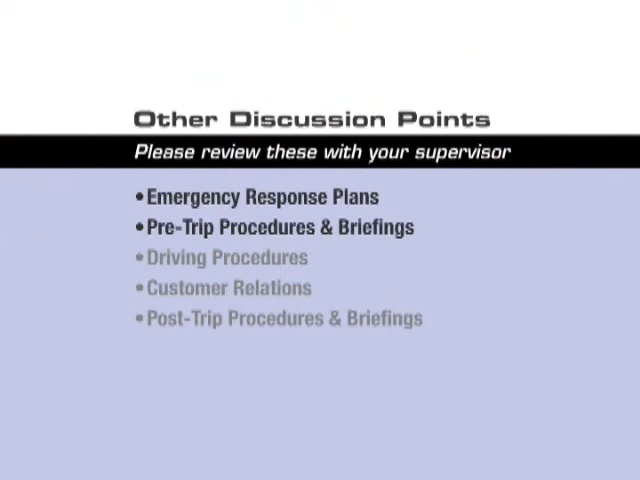 Other Discussion Points
Please review these with your supervisor
•Emergency Response Plans
•Pre-Trip Procedures & Briefings
•Driving Procedures
•Customer Relations
•Post-Trip Procedures & Briefings